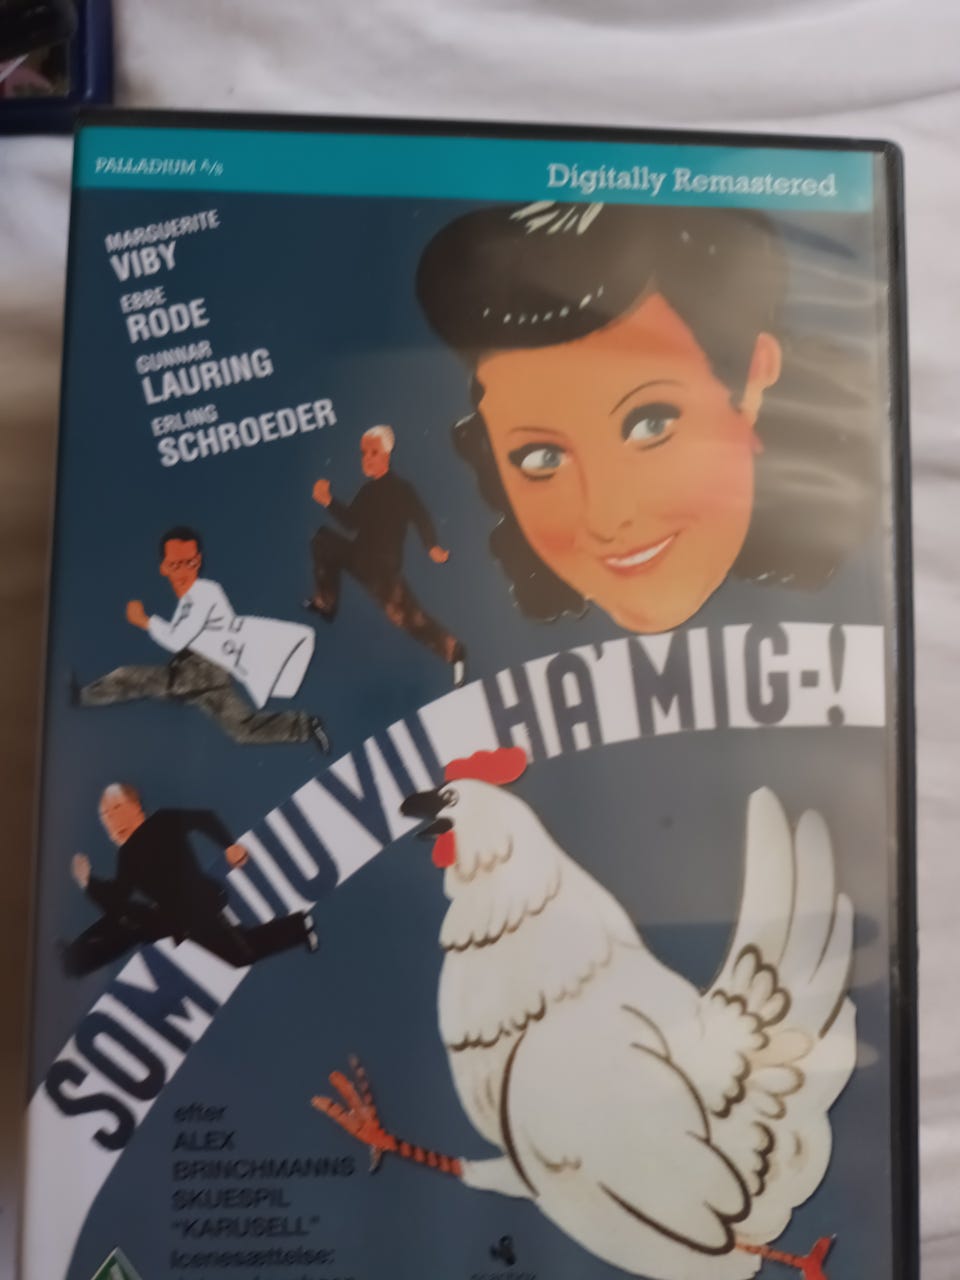 PALLADIUM A/S
Digitally Remastered
MARGUERITE
VIBY
EBBE
RODE
GUNNAR
LAURING
ERLING
SCHROEDER
SOM DU VIL HA' MIG-!
efter
ALEX
BRINCHMANNS
SKUESPIL
"KARUSELL"
Icenesættelse: